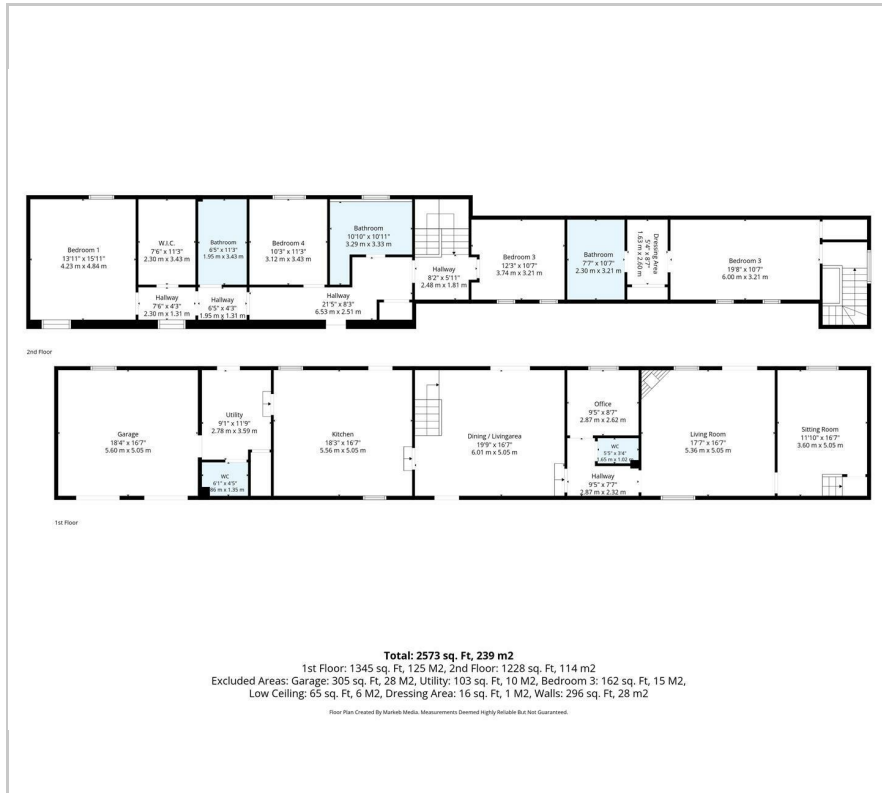 Bedroom 1
13'11" x 15'11"
4.23 m x 4.84 m
W.I.C.
7'6" x 11'3"
2.30 m x 3.43 m
Bathroom
6'5" x 11'3"
1.95 m x 3.43 m
Bedroom 4
10'3" x 11'3"
3.12 m x 3.43 m
Bathroom
10'10" x 10'11"
3.29 m x 3.33 m
Hallway
8'2" x 5'11"
2.48 m x 1.81 m
Bedroom 3
12'3" x 10'7"
3.74 m x 3.21 m
Bathroom
7'7" x 10'7"
2.30 m x 3.21 m
Dressing Area
5'4" x 8'7"
1.63 m x 2.60 m
Bedroom 3
19'8" x 10'7"
6.00 m x 3.21 m
Hallway
7'6" x 4'3"
2.30 m x 1.31 m
Hallway
6'5" x 4'3"
1.95 m x 1.31 m
Hallway
21'5" x 8'3"
6.53 m x 2.51 m
2nd Floor
Garage
18'4" x 16'7"
5.60 m x 5.05 m
Utility
9'1" x 11'9"
2.78 m x 3.59 m
WC
6'1" x 4'5"
86 m x 1.35 m
Kitchen
18'3" x 16'7"
5.56 m x 5.05 m
Dining / Livingarea
19'9" x 16'7"
6.01 m x 5.05 m
Office
9'5" x 8'7"
2.87 m x 2.62 m
WC
5'5" x 3'4"
1.65 m x 1.02 m
Hallway
9'5" x 7'7"
2.87 m x 2.32 m
Living Room
17'7" x 16'7"
5.36 m x 5.05 m
Sitting Room
11'10" x 16'7"
3.60 m x 5.05 m
1st Floor
Total: 2573 sq. Ft, 239 m2
1st Floor: 1345 sq. Ft, 125 M2, 2nd Floor: 1228 sq. Ft, 114 m2
Excluded Areas: Garage: 305 sq. Ft, 28 M2, Utility: 103 sq. Ft, 10 M2, Bedroom 3: 162 sq. Ft, 15 M2,
Low Ceiling: 65 sq. Ft, 6 M2, Dressing Area: 16 sq. Ft, 1 M2, Walls: 296 sq. Ft, 28 m2
Floor Plan Created By Markeb Media. Measurements Deemed Highly Reliable But Not Guaranteed.